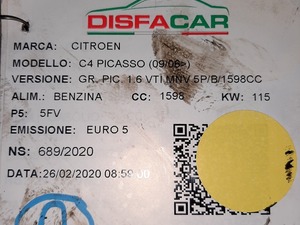 DISFACAR
MARCA: CITROEN
MODELLO: C4 PICASSO (09/06>)
VERSIONE: GR. PIC. 1.6 VTI MNV 5P/B/1598CC
ALIM.: BENZINA CC: 1598 KW: 115
P5: 5FV
EMISSIONE: EURO 5
NS: 689/2020
DATA: 26/02/2020 08:59:00